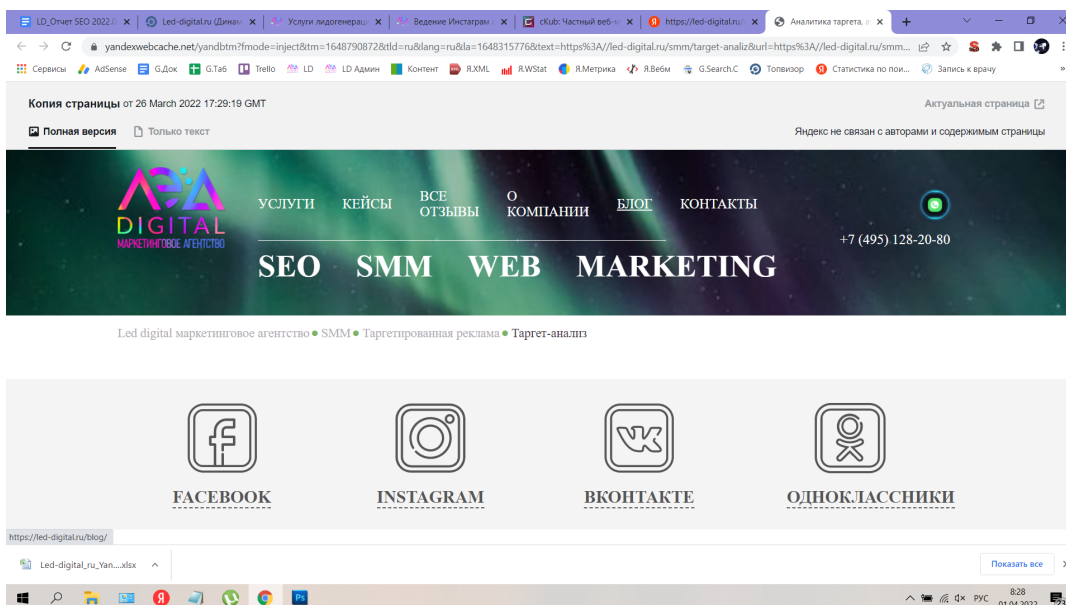 LD_Отчет SEO 2022.0
Led-digital.ru (Динам
Услуги лидогенераци
Ведение Инстаграм
cKub: Частный веб-м
https://led-digital.ru/
Аналитика таргета, а
yandexwebcache.net/yandbtm?fmode=inject&tm=1648790872&tld=ru&lang=ru&la=1648315776&text=https%3A//led-digital.ru/smm/target-analiz&url=https%3A//led-digital.ru/smm...
Сервисы
AdSense
G.Док
G.Таб
Trello
LD
LD Админ
Контент
Я.XML
Я.WStat
Я.Метрика
Я.Вебм
G.Search.C
Топвизор
Статистика по пои...
Запись к врачу
»
Копия страницы от 26 March 2022 17:29:19 GMT
Актуальная страница
Полная версия
Только текст
Яндекс не связан с авторами и содержимым страницы
ЛЭД
DIGITAL
МАРКЕТИНГОВОЕ АГЕНТСТВО
УСЛУГИ
КЕЙСЫ
ВСЕ
ОТЗЫВЫ
О
КОМПАНИИ
БЛОГ
КОНТАКТЫ
+7 (495) 128-20-80
SEO SMM WEB MARKETING
Led digital маркетинговое агентство • SMM • Таргетированная реклама • Таргет-анализ
FACEBOOK
INSTAGRAM
ВКОНТАКТЕ
ОДНОКЛАССНИКИ
https://led-digital.ru/blog/
Led-digital_ru_Yan....xlsx
Показать все
РУС
8:28
01.04.2022